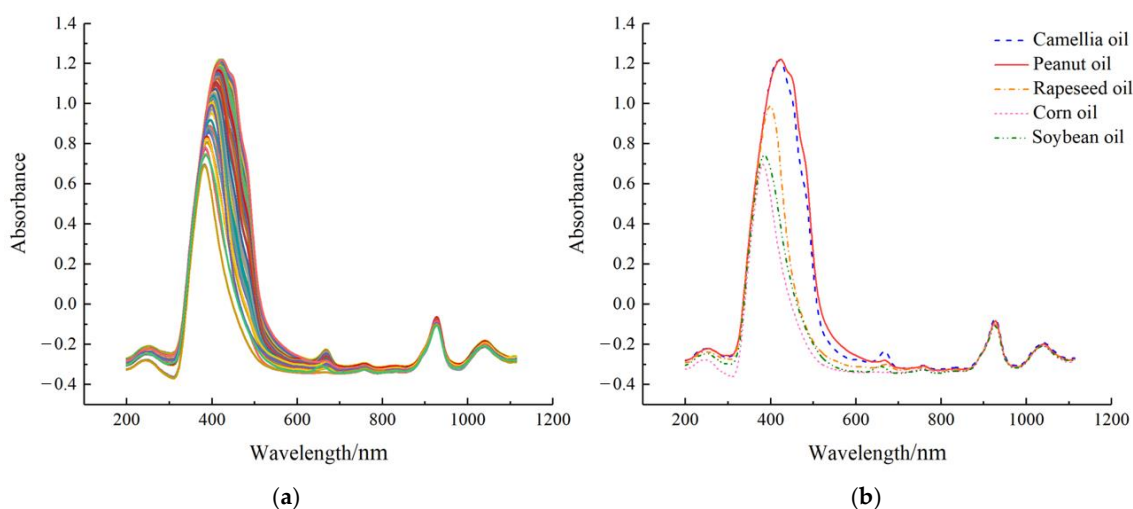 1.4
1.2
1.0
0.8
0.6
0.4
0.2
0.0
−0.2
−0.4
Absorbance
200 400 600 800 1000 1200
Wavelength/nm
(a)
1.4
1.2
1.0
0.8
0.6
0.4
0.2
0.0
−0.2
−0.4
Absorbance
Camellia oil
Peanut oil
Rapeseed oil
Corn oil
Soybean oil
200 400 600 800 1000 1200
Wavelength/nm
(b)